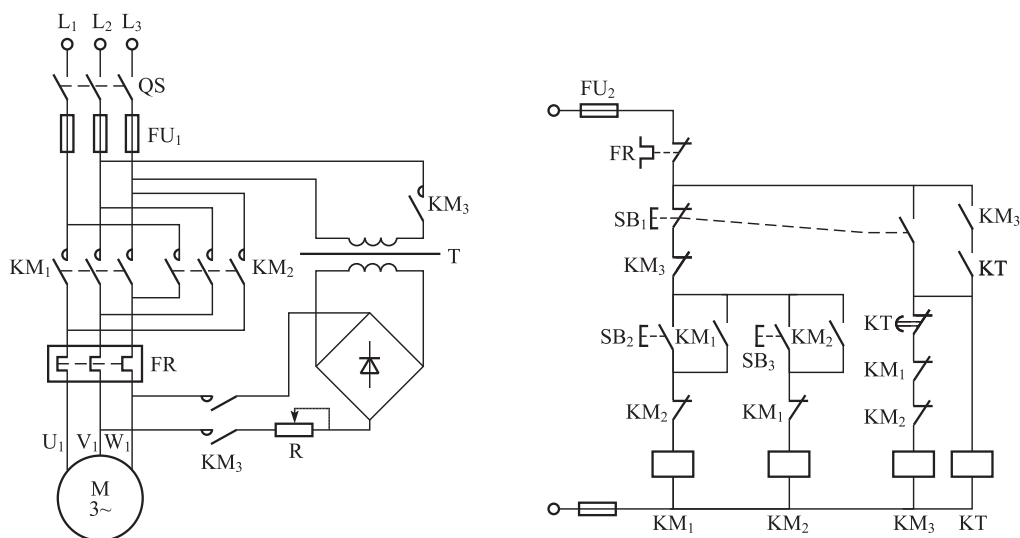 L₁ L₂ L₃
QS
FU₁
KM₃
KM₁
KM₂
T
FR
KM₃
R
U₁ V₁ W₁
M
3~
FU₂
FR
SB₁
KM₃
KM₃
KT
SB₂ KM₁
SB₃ KM₂
KT
KM₁
KM₂
KM₁
KM₂
KM₁ KM₂ KM₃ KT